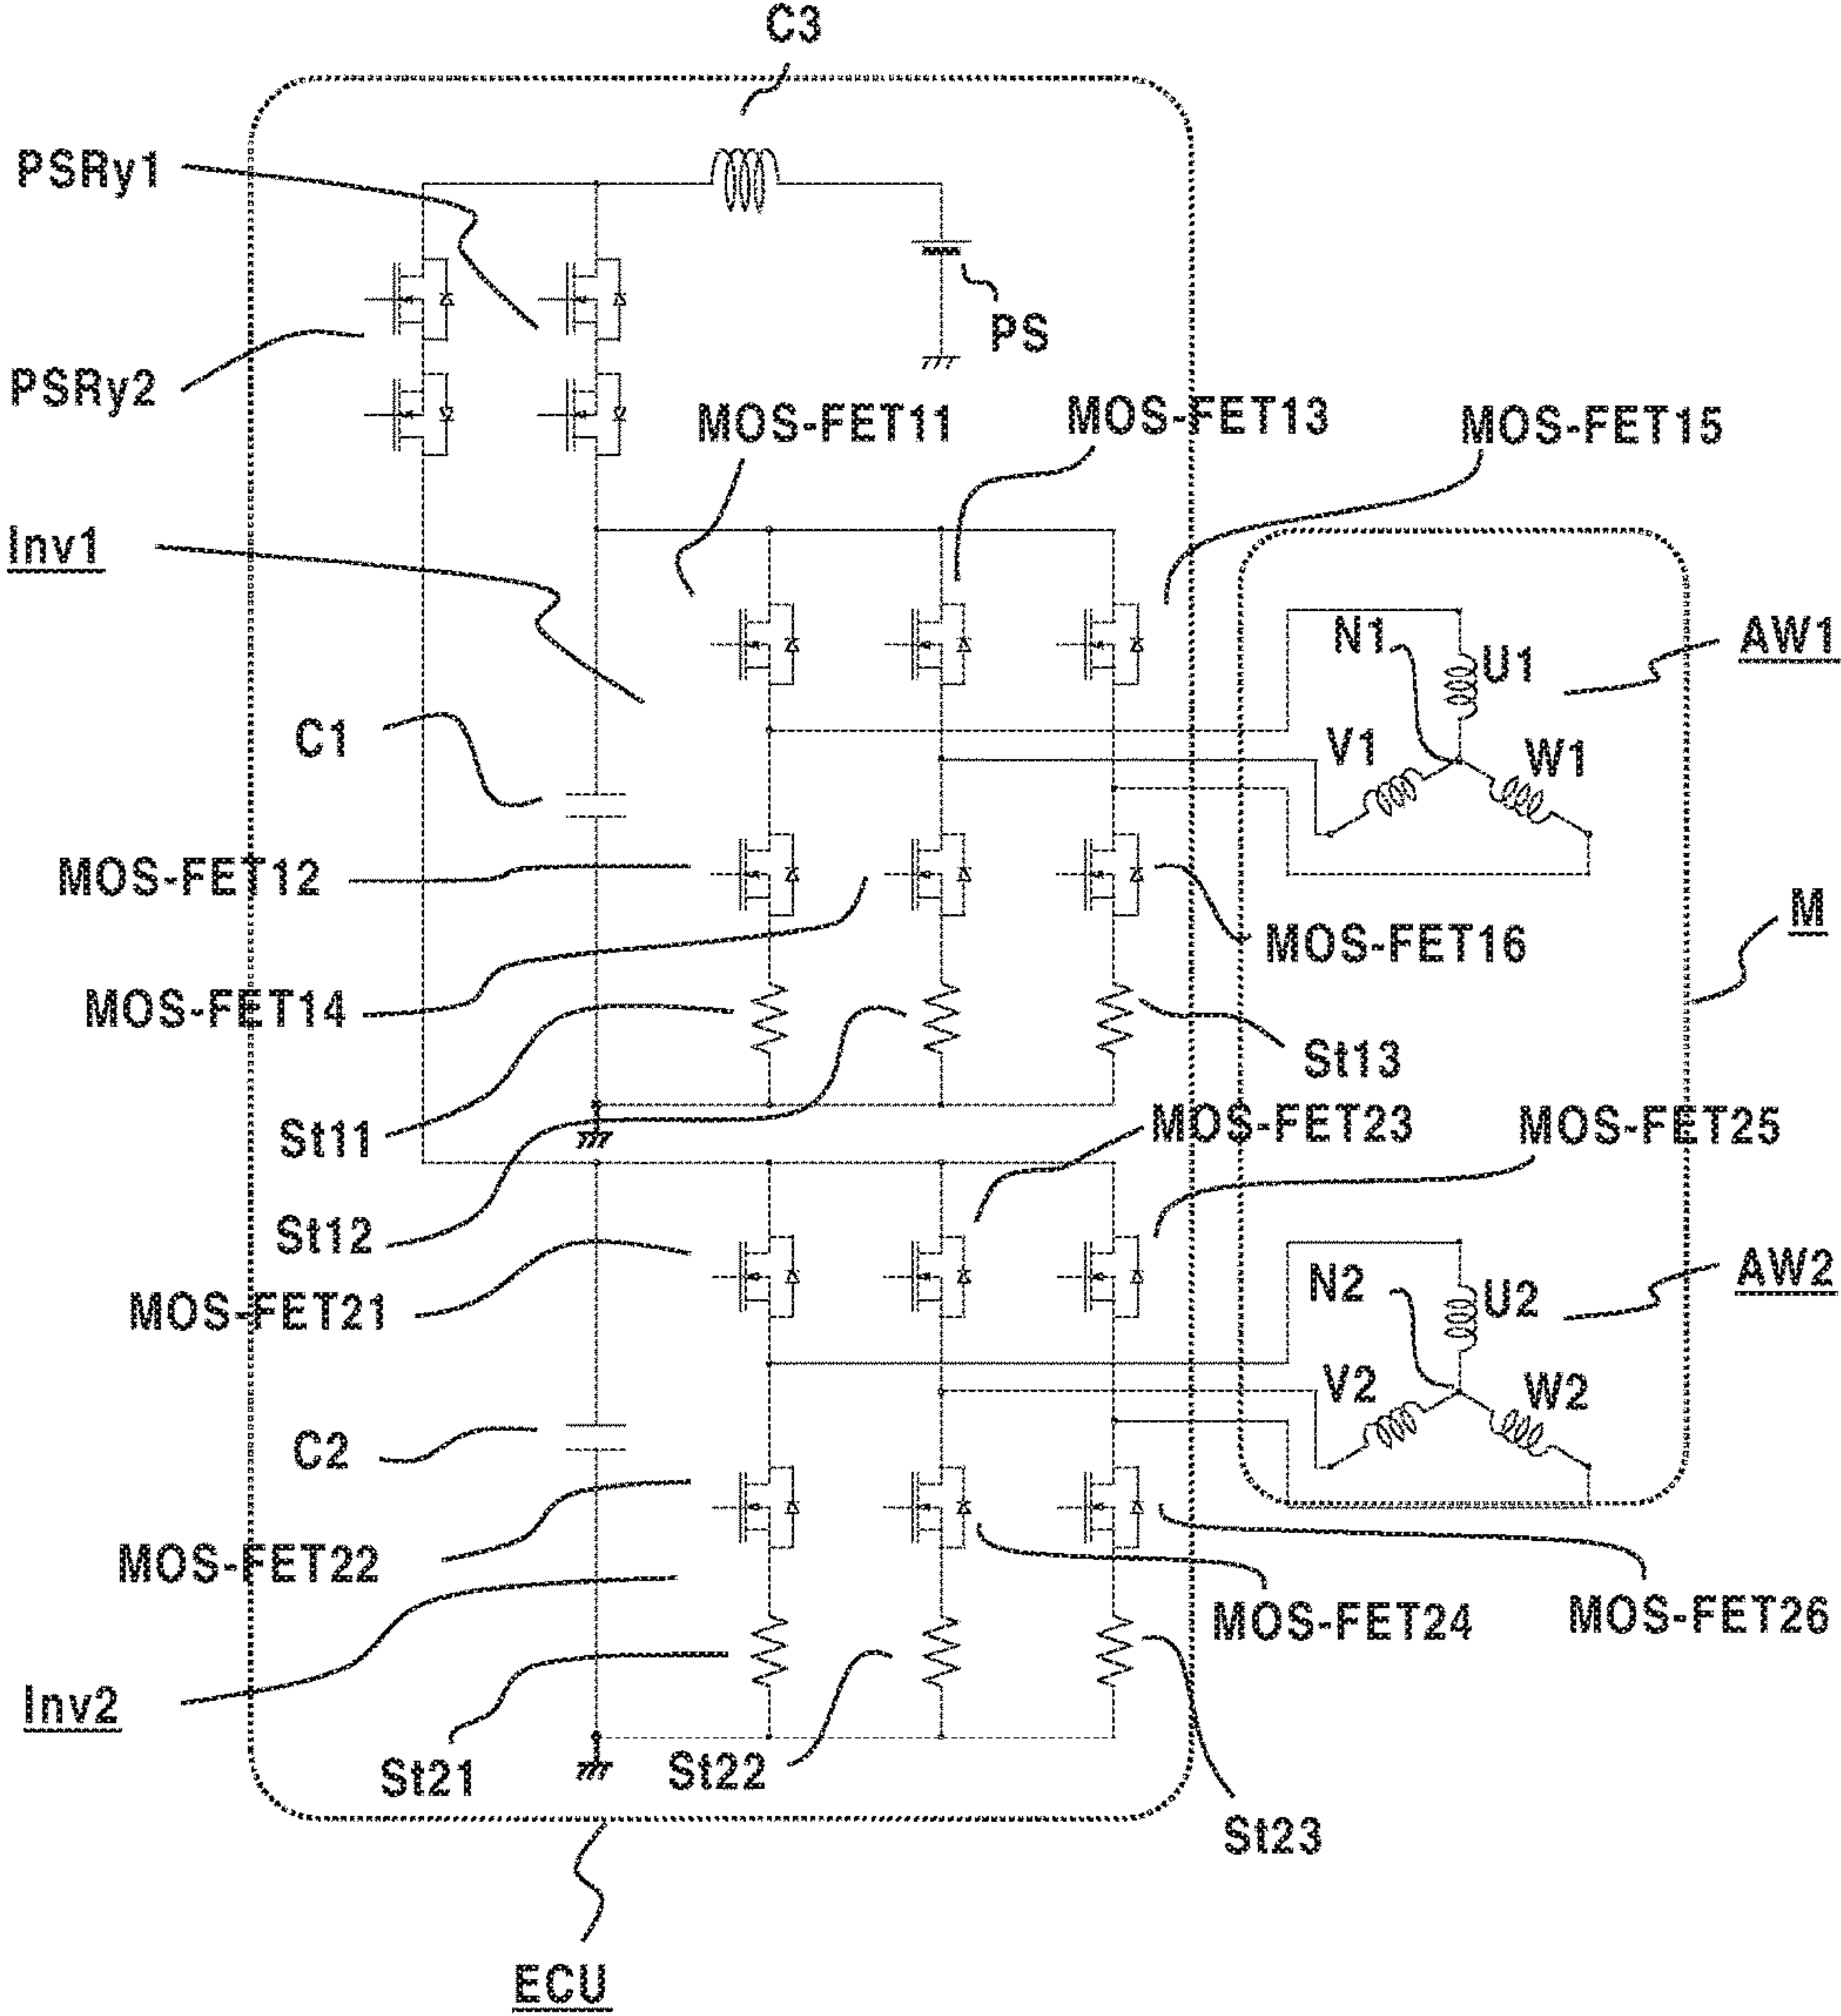 C3
PSRy1
PS
PSRy2
MOS-FET11
MOS-FET13
MOS-FET15
Inv1
N1
U1
AW1
C1
V1
W1
MOS-FET12
M
MOS-FET16
MOS-FET14
St13
St11
MOS-FET23
MOS-FET25
St12
N2
U2
AW2
MOS-FET21
V2
W2
C2
MOS-FET22
MOS-FET24
MOS-FET26
Inv2
St21
St22
St23
ECU